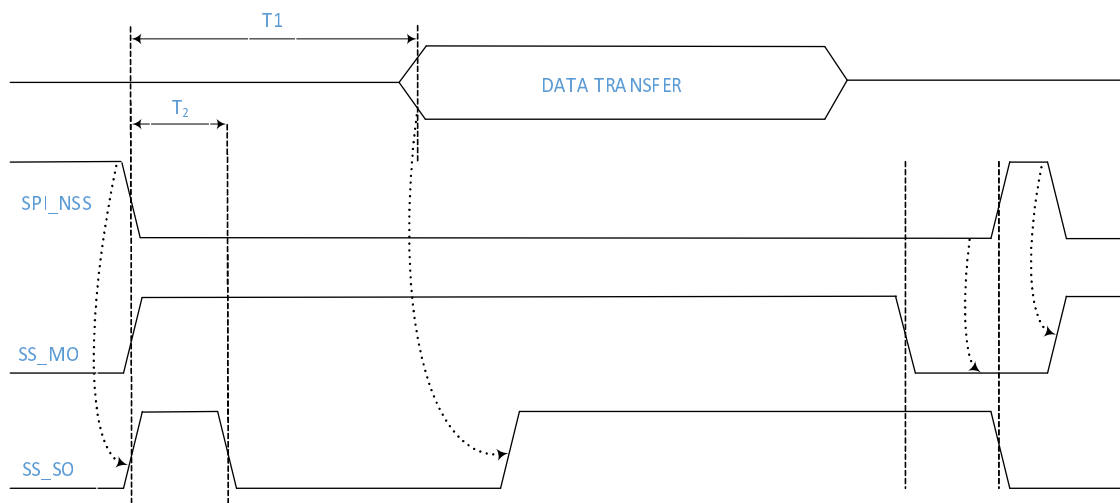 T1
DATA TRANSFER
T₂
SPI_NSS
SS_MO
SS_SO